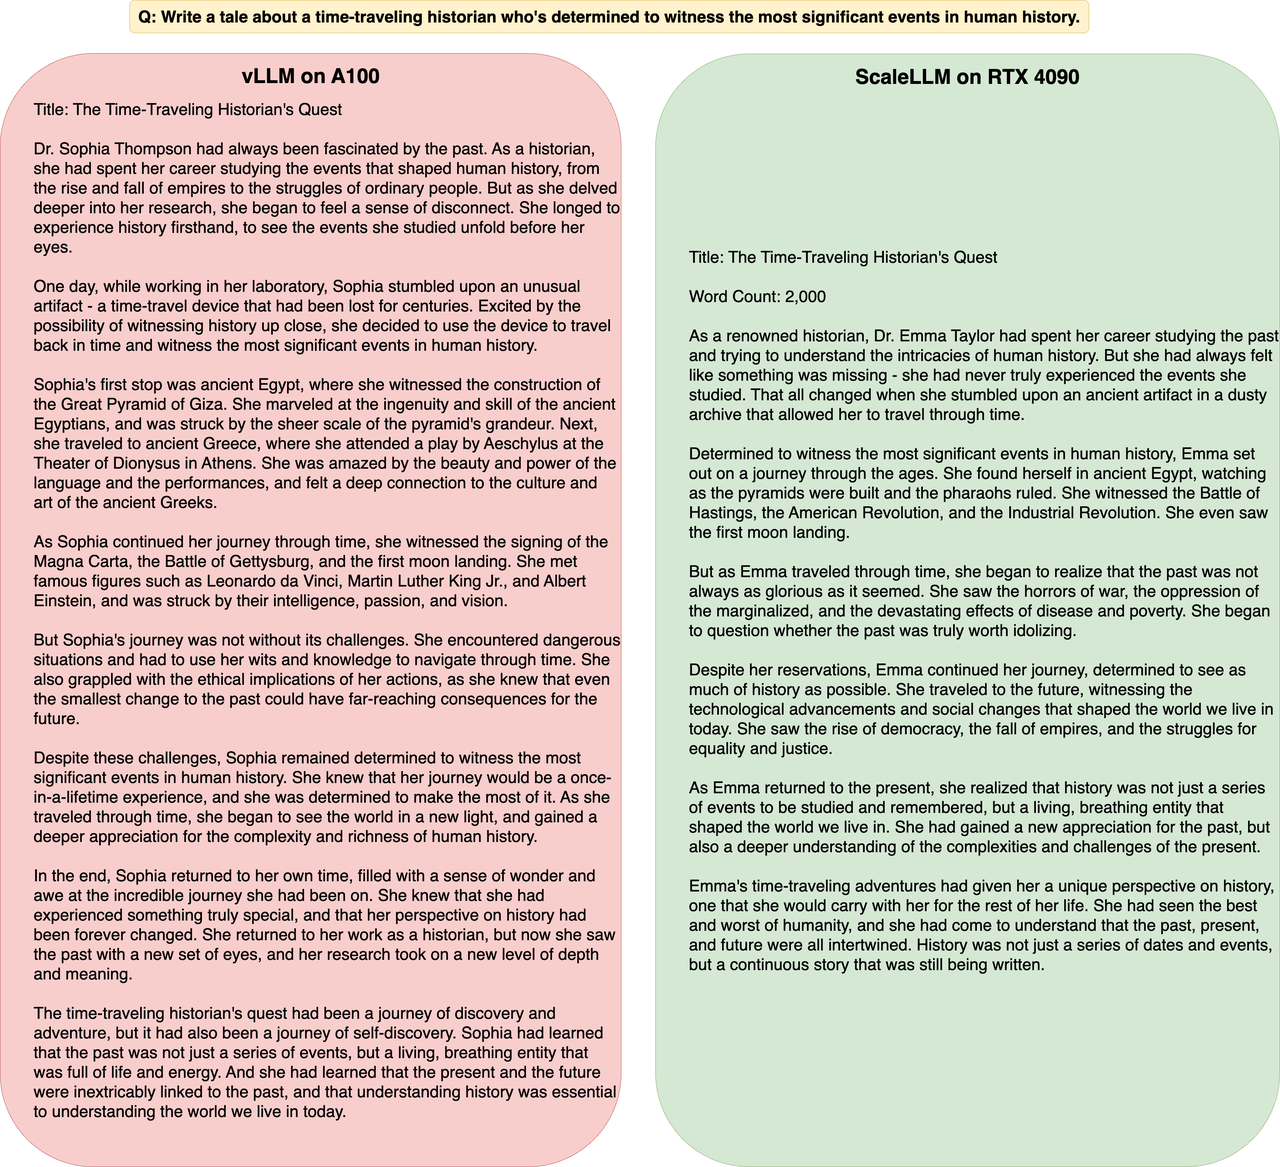 Q: Write a tale about a time-traveling historian who's determined to witness the most significant events in human history.
vLLM on A100
Title: The Time-Traveling Historian's Quest
Dr. Sophia Thompson had always been fascinated by the past. As a historian,
she had spent her career studying the events that shaped human history, from
the rise and fall of empires to the struggles of ordinary people. But as she delved
deeper into her research, she began to feel a sense of disconnect. She longed to
experience history firsthand, to see the events she studied unfold before her
eyes.
One day, while working in her laboratory, Sophia stumbled upon an unusual
artifact - a time-travel device that had been lost for centuries. Excited by the
possibility of witnessing history up close, she decided to use the device to travel
back in time and witness the most significant events in human history.
Sophia's first stop was ancient Egypt, where she witnessed the construction of
the Great Pyramid of Giza. She marveled at the ingenuity and skill of the ancient
Egyptians, and was struck by the sheer scale of the pyramid's grandeur. Next,
she traveled to ancient Greece, where she attended a play by Aeschylus at the
Theater of Dionysus in Athens. She was amazed by the beauty and power of the
language and the performances, and felt a deep connection to the culture and
art of the ancient Greeks.
As Sophia continued her journey through time, she witnessed the signing of the
Magna Carta, the Battle of Gettysburg, and the first moon landing. She met
famous figures such as Leonardo da Vinci, Martin Luther King Jr., and Albert
Einstein, and was struck by their intelligence, passion, and vision.
But Sophia's journey was not without its challenges. She encountered dangerous
situations and had to use her wits and knowledge to navigate through time. She
also grappled with the ethical implications of her actions, as she knew that even
the smallest change to the past could have far-reaching consequences for the
future.
Despite these challenges, Sophia remained determined to witness the most
significant events in human history. She knew that her journey would be a once-
in-a-lifetime experience, and she was determined to make the most of it. As she
traveled through time, she began to see the world in a new light, and gained a
deeper appreciation for the complexity and richness of human history.
In the end, Sophia returned to her own time, filled with a sense of wonder and
awe at the incredible journey she had been on. She knew that she had
experienced something truly special, and that her perspective on history had
been forever changed. She returned to her work as a historian, but now she saw
the past with a new set of eyes, and her research took on a new level of depth
and meaning.
The time-traveling historian's quest had been a journey of discovery and
adventure, but it had also been a journey of self-discovery. Sophia had learned
that the past was not just a series of events, but a living, breathing entity that
was full of life and energy. And she had learned that the present and the future
were inextricably linked to the past, and that understanding history was essential
to understanding the world we live in today.
ScaleLLM on RTX 4090
Title: The Time-Traveling Historian's Quest
Word Count: 2,000
As a renowned historian, Dr. Emma Taylor had spent her career studying the past
and trying to understand the intricacies of human history. But she had always felt
like something was missing - she had never truly experienced the events she
studied. That all changed when she stumbled upon an ancient artifact in a dusty
archive that allowed her to travel through time.
Determined to witness the most significant events in human history, Emma set
out on a journey through the ages. She found herself in ancient Egypt, watching
as the pyramids were built and the pharaohs ruled. She witnessed the Battle of
Hastings, the American Revolution, and the Industrial Revolution. She even saw
the first moon landing.
But as Emma traveled through time, she began to realize that the past was not
always as glorious as it seemed. She saw the horrors of war, the oppression of
the marginalized, and the devastating effects of disease and poverty. She began
to question whether the past was truly worth idolizing.
Despite her reservations, Emma continued her journey, determined to see as
much of history as possible. She traveled to the future, witnessing the
technological advancements and social changes that shaped the world we live in
today. She saw the rise of democracy, the fall of empires, and the struggles for
equality and justice.
As Emma returned to the present, she realized that history was not just a series
of events to be studied and remembered, but a living, breathing entity that
shaped the world we live in. She had gained a new appreciation for the past, but
also a deeper understanding of the complexities and challenges of the present.
Emma's time-traveling adventures had given her a unique perspective on history,
one that she would carry with her for the rest of her life. She had seen the best
and worst of humanity, and she had come to understand that the past, present,
and future were all intertwined. History was not just a series of dates and events,
but a continuous story that was still being written.